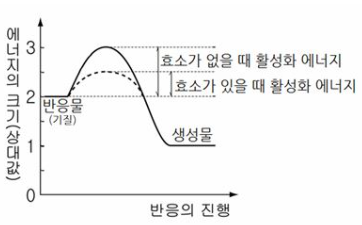 에너지의 크기(상대값)
3
2
1
0
효소가 없을 때 활성화 에너지
효소가 있을 때 활성화 에너지
반응물
(기질)
생성물
반응의 진행